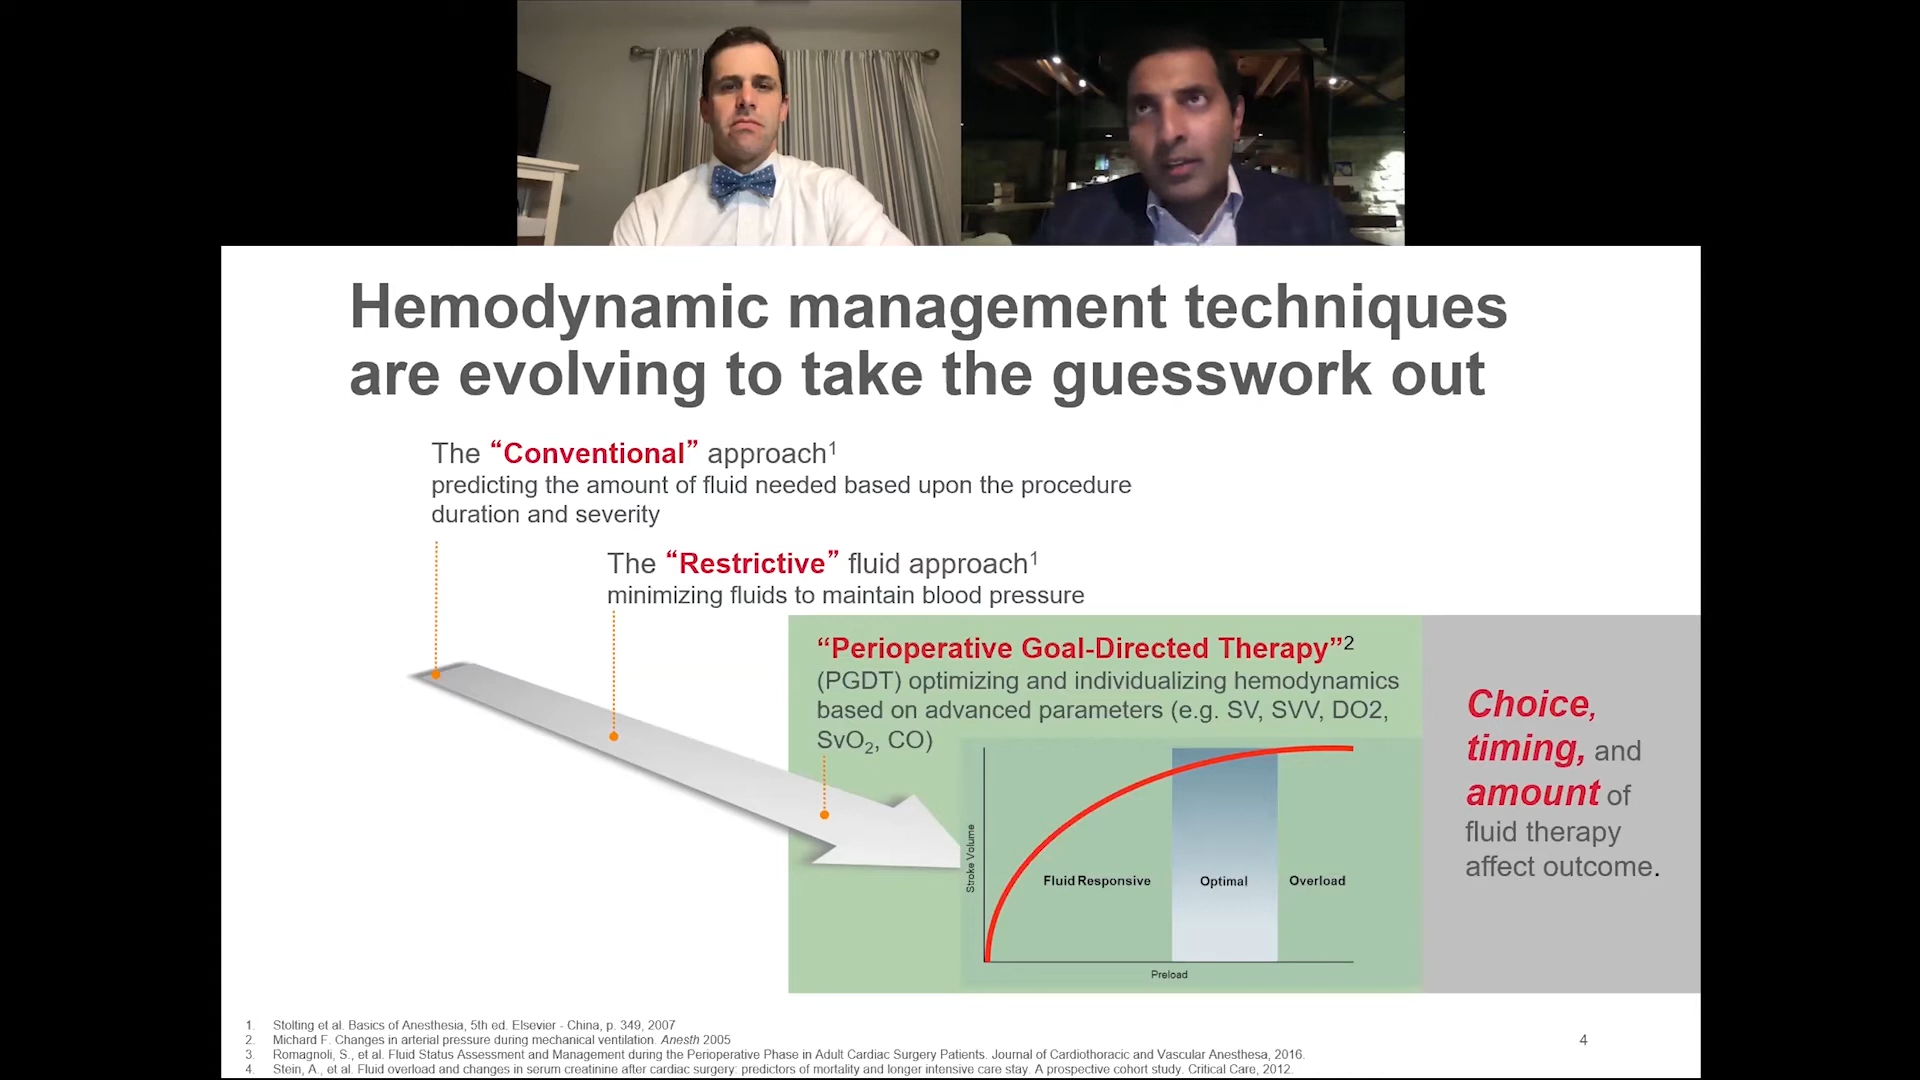 Hemodynamic management techniques
are evolving to take the guesswork out
The “Conventional” approach1
predicting the amount of fluid needed based upon the procedure
duration and severity
The “Restrictive” fluid approach1
minimizing fluids to maintain blood pressure
“Perioperative Goal-Directed Therapy”2
(PGDT) optimizing and individualizing hemodynamics
based on advanced parameters (e.g. SV, SVV, DO2,
SvO2, CO)
Stroke Volume
Fluid Responsive
Optimal
Overload
Preload
Choice,
timing, and
amount of
fluid therapy
affect outcome.
1. Stolting et al. Basics of Anesthesia, 5th ed. Elsevier - China, p. 349, 2007
2. Michard F. Changes in arterial pressure during mechanical ventilation. Anesth 2005
3. Romagnoli, S., et al. Fluid Status Assessment and Management during the Perioperative Phase in Adult Cardiac Surgery Patients. Journal of Cardiothoracic and Vascular Anesthesa, 2016.
4. Stein, A., et al. Fluid overload and changes in serum creatinine after cardiac surgery: predictors of mortality and longer intensive care stay. A prospective cohort study. Critical Care, 2012.
4